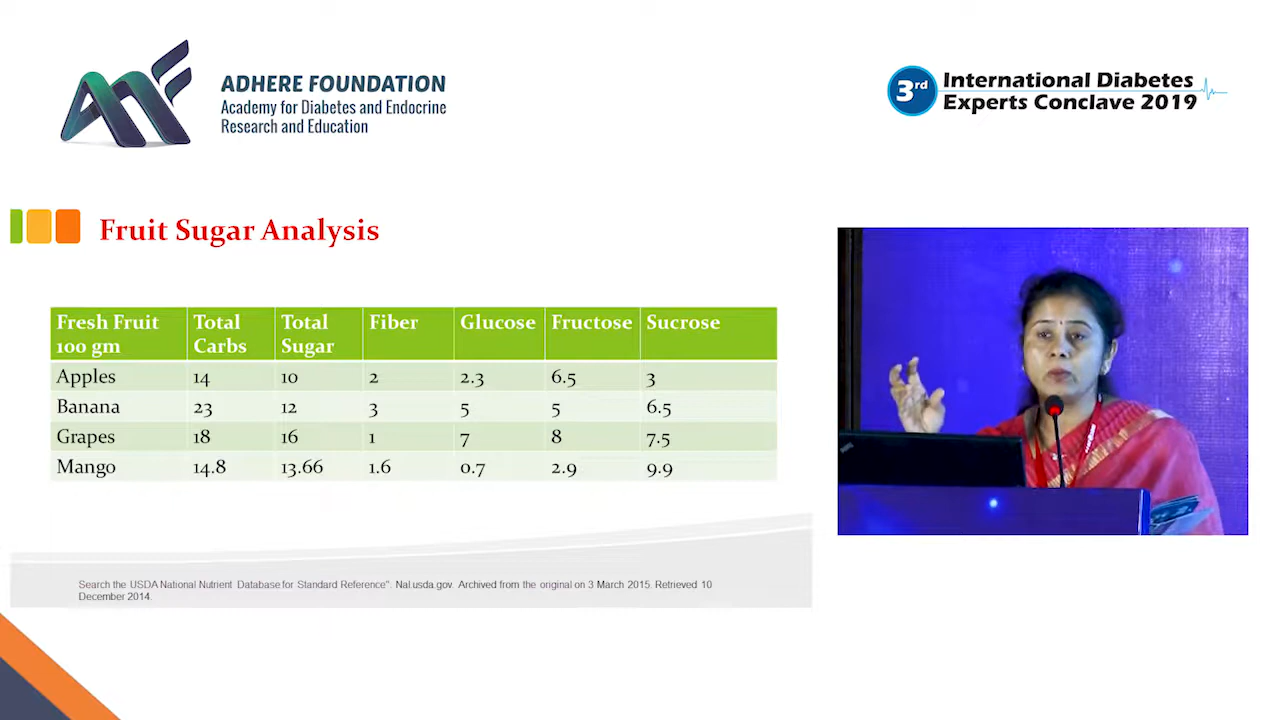 ADHERE FOUNDATION
Academy for Diabetes and Endocrine
Research and Education
3rd
International Diabetes
Experts Conclave 2019
Fruit Sugar Analysis
Fresh Fruit 100 gm Total Carbs Total Sugar Fiber Glucose Fructose Sucrose
Apples 14 10 2 2.3 6.5 3
Banana 23 12 3 5 5 6.5
Grapes 18 16 1 7 8 7.5
Mango 14.8 13.66 1.6 0.7 2.9 9.9
Search the USDA National Nutrient Database for Standard Reference". Nal.usda.gov. Archived from the original on 3 March 2015. Retrieved 10
December 2014.